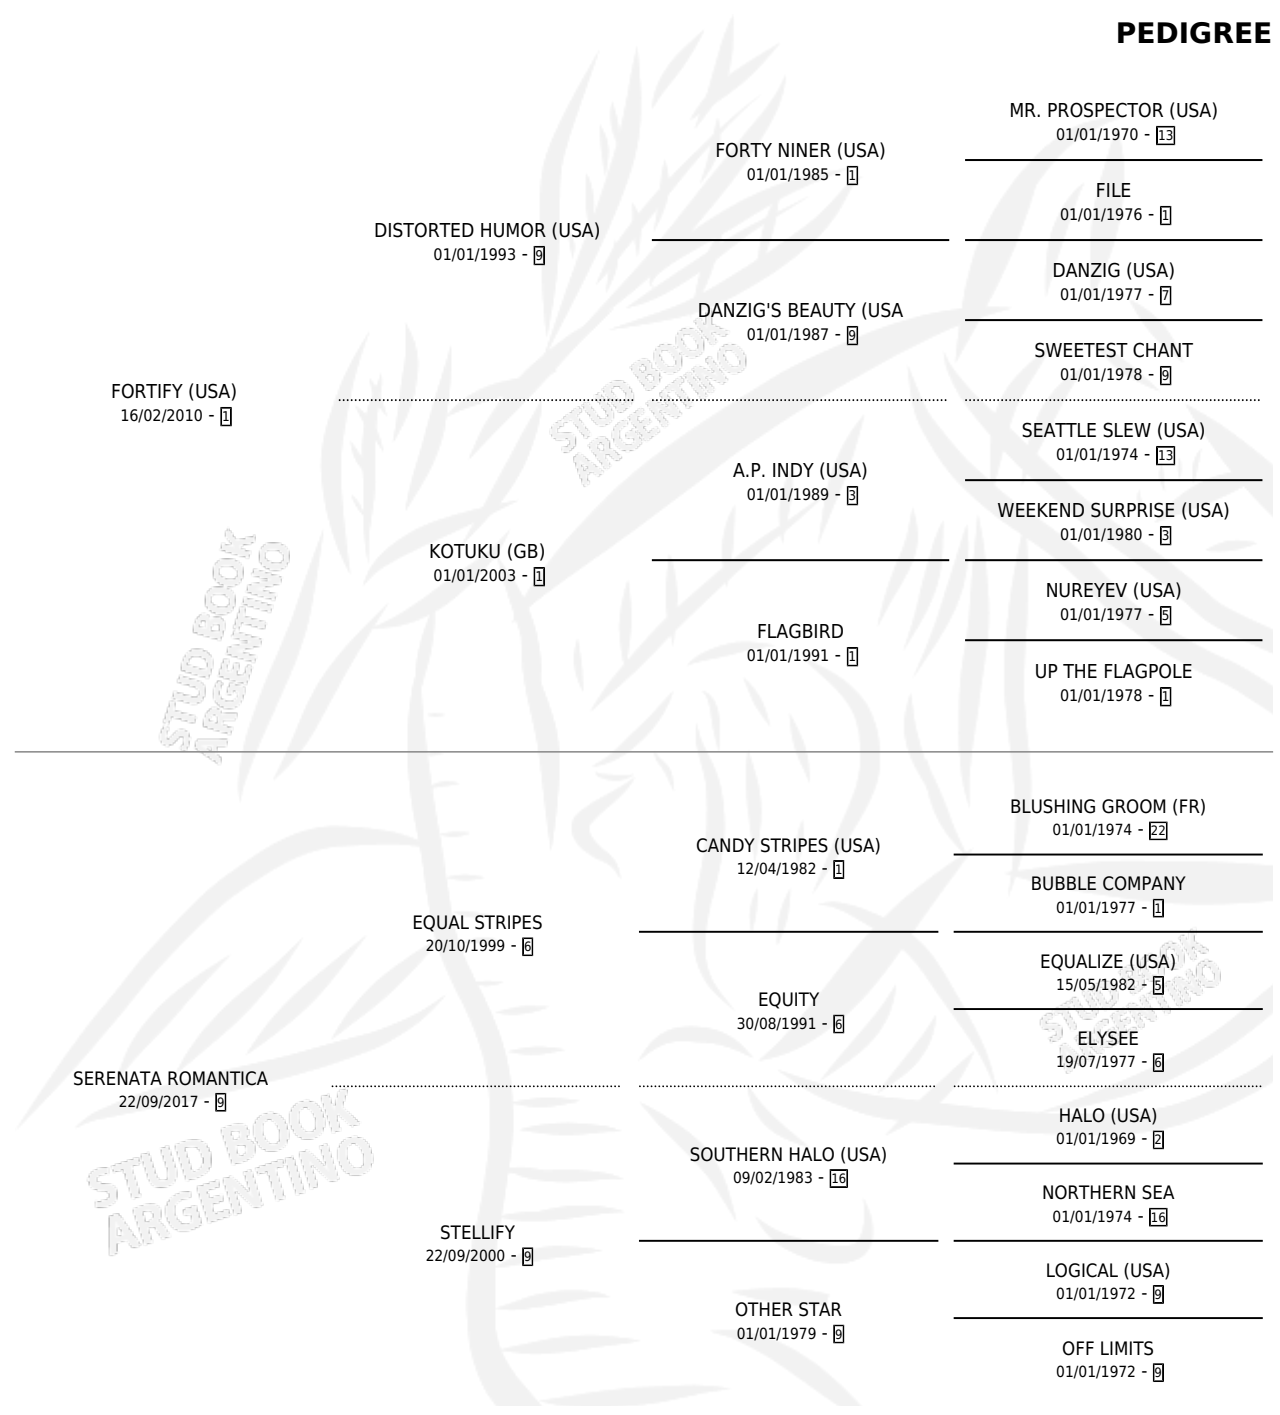 PEDIGREE
MR. PROSPECTOR (USA)
01/01/1970 - 13
FORTY NINER (USA)
01/01/1985 - 1
FILE
01/01/1976 - 1
DISTORTED HUMOR (USA)
01/01/1993 - 9
DANZIG (USA)
01/01/1977 - 7
DANZIG'S BEAUTY (USA
01/01/1987 - 9
SWEETEST CHANT
01/01/1978 - 9
FORTIFY (USA)
16/02/2010 - 1
SEATTLE SLEW (USA)
01/01/1974 - 13
A.P. INDY (USA)
01/01/1989 - 3
WEEKEND SURPRISE (USA)
01/01/1980 - 3
KOTUKU (GB)
01/01/2003 - 1
NUREYEV (USA)
01/01/1977 - 5
FLAGBIRD
01/01/1991 - 1
UP THE FLAGPOLE
01/01/1978 - 1
BLUSHING GROOM (FR)
01/01/1974 - 22
CANDY STRIPES (USA)
12/04/1982 - 1
BUBBLE COMPANY
01/01/1977 - 1
EQUAL STRIPES
20/10/1999 - 6
EQUALIZE (USA)
15/05/1982 - 5
EQUITY
30/08/1991 - 6
ELYSEE
19/07/1977 - 6
SERENATA ROMANTICA
22/09/2017 - 9
HALO (USA)
01/01/1969 - 2
SOUTHERN HALO (USA)
09/02/1983 - 16
NORTHERN SEA
01/01/1974 - 16
STELLIFY
22/09/2000 - 9
LOGICAL (USA)
01/01/1972 - 9
OTHER STAR
01/01/1979 - 9
OFF LIMITS
01/01/1972 - 9
STUD BOOK
ARGENTINO
STUD BOOK
ARGENTINO
STUD BOOK
ARGENTINO
STUD BOOK
ARGENTINO